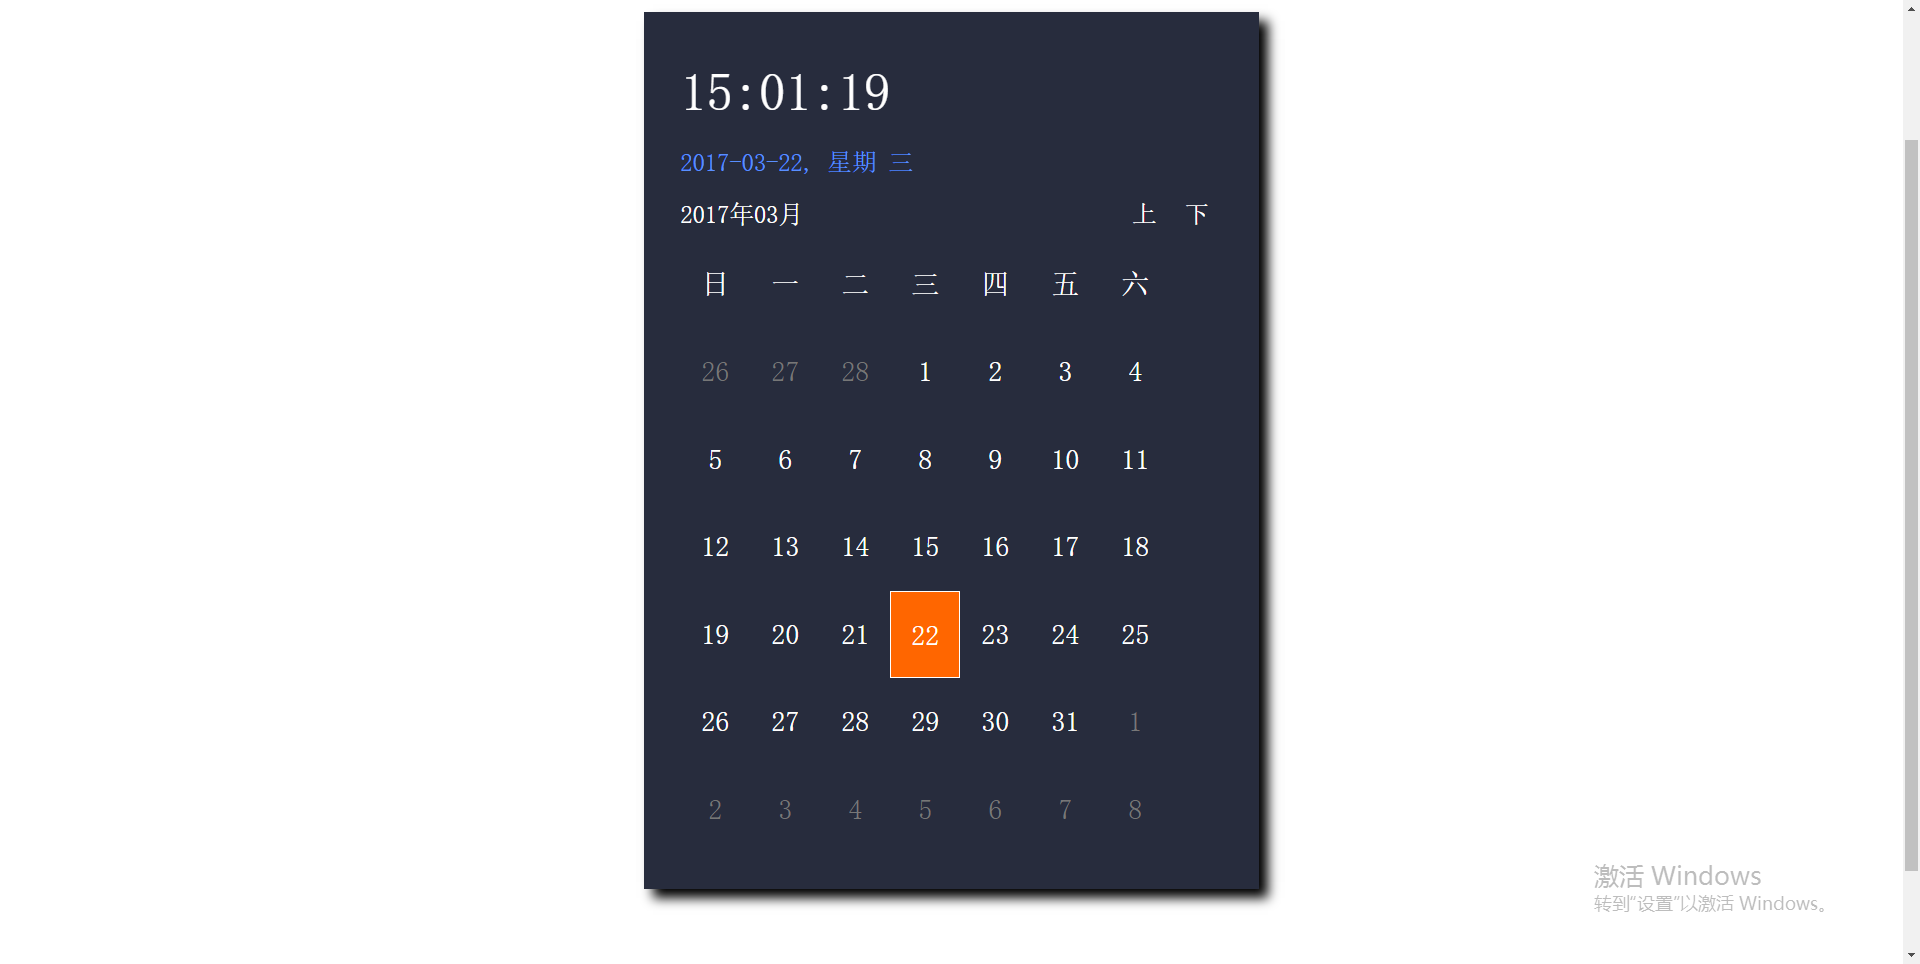 15:01:19
2017-03-22, 星期 三
2017年03月 上 下
日 一 二 三 四 五 六
26 27 28 1 2 3 4
5 6 7 8 9 10 11
12 13 14 15 16 17 18
19 20 21 22 23 24 25
26 27 28 29 30 31 1
2 3 4 5 6 7 8
激活 Windows
转到"设置"以激活 Windows。